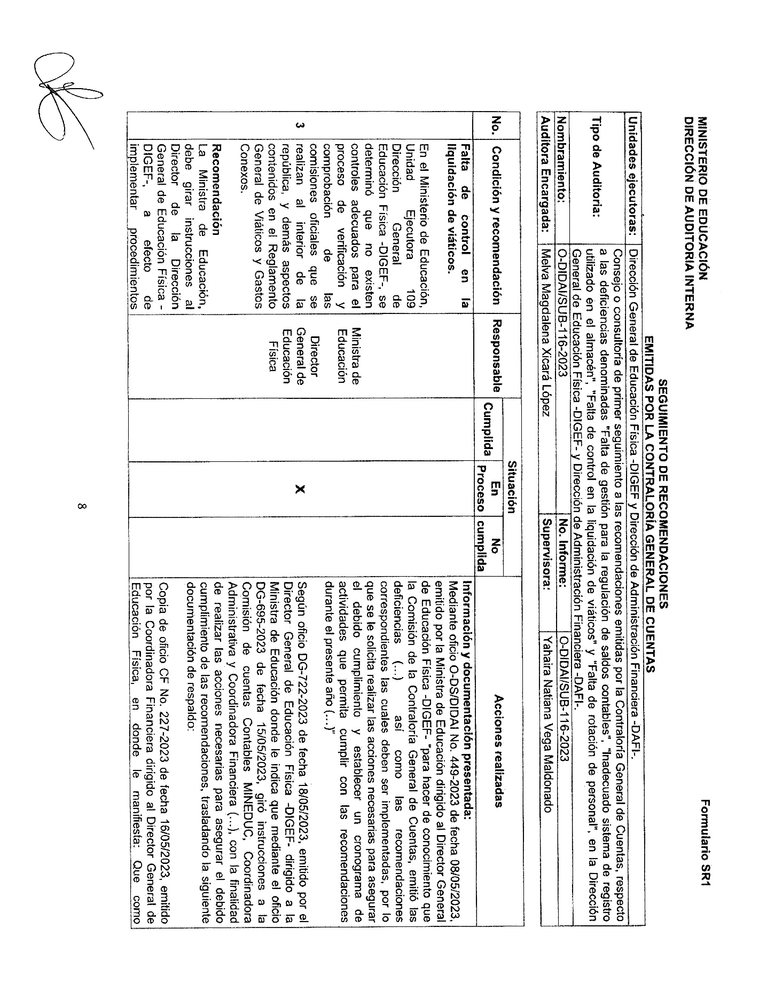 MINISTERIO DE EDUCACIÓN
DIRECCIÓN DE AUDITORIA INTERNA
Formulario SR1
SEGUIMIENTO DE RECOMENDACIONES
EMITIDAS POR LA CONTRALORÍA GENERAL DE CUENTAS
Unidades ejecutoras: Dirección General de Educación Física -DIGEF y Dirección de Administración Financiera -DAFI-.
Tipo de Auditoria:
Consejo o consultoría de primer seguimiento a las recomendaciones emitidas por la Contraloría General de Cuentas, respecto
a las deficiencias denominadas "Falta de gestión para la regulación de saldos contables", "Inadecuado sistema de registro
utilizado en el almacén", "Falta de control en la liquidación de viáticos" y "Falta de rotación de personal", en la Dirección
General de Educación Física -DIGEF- y Dirección de Administración Financiera -DAFI-.
Nombramiento: O-DIDAI/SUB-116-2023 No. Informe: O-DIDAI/SUB-116-2023
Auditora Encargada: Melva Magdalena Xicará López Supervisora: Yahaira Natiana Vega Maldonado
No. Condición y recomendación Responsable Situación Acciones realizadas
Cumplida
En
Proceso
No
cumplida
3
Falta de control en la
liquidación de viáticos.
En el Ministerio de Educación,
Unidad Ejecutora 109
Dirección General de
Educación Física -DIGEF-, se
determinó que no existen
controles adecuados para el
proceso de verificación y
comprobación de las
comisiones oficiales que se
realizan al interior de la
república, y demás aspectos
contenidos en el Reglamento
General de Viáticos y Gastos
Conexos.
Recomendación
La Ministra de Educación,
debe girar instrucciones al
Director de la Dirección
General de Educación Física -
DIGEF-, a efecto de
implementar procedimientos
Ministra de
Educación
Director
General de
Educación
Física
X
Información y documentación presentada:
Mediante oficio O-DS/DIDAI No. 449-2023 de fecha 08/05/2023,
emitido por la Ministra de Educación dirigido al Director General
de Educación Física -DIGEF- "para hacer de conocimiento que
la Comisión de la Contraloría General de Cuentas, emitió las
deficiencias (...) así como las recomendaciones
correspondientes las cuales deben ser implementadas, por lo
que se le solicita realizar las acciones necesarias para asegurar
el debido cumplimiento y establecer un cronograma de
actividades que permita cumplir con las recomendaciones
durante el presente año (...)"
Según oficio DG-722-2023 de fecha 18/05/2023, emitido por el
Director General de Educación Física -DIGEF- dirigido a la
Ministra de Educación donde le indica que mediante el oficio
DG-695-2023 de fecha 15/05/2023, giró instrucciones a la
Comisión de cuentas Contables MINEDUC, Coordinadora
Administrativa y Coordinadora Financiera (...), con la finalidad
de realizar las acciones necesarias para asegurar el debido
cumplimiento de las recomendaciones, trasladando la siguiente
documentación de respaldo:
Copia de oficio CF No. 227-2023 de fecha 16/05/2023, emitido
por la Coordinadora Financiera dirigido al Director General de
Educación Física, en donde le manifiesta: Que como
8